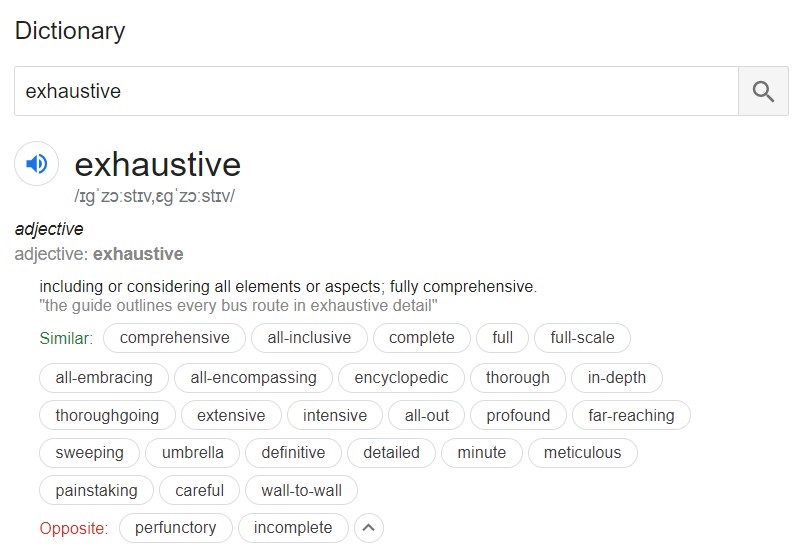 Dictionary
exhaustive
exhaustive
/ɪɡˈzɔːstɪv,ɛɡˈzɔːstɪv/
adjective
adjective: exhaustive
including or considering all elements or aspects; fully comprehensive.
"the guide outlines every bus route in exhaustive detail"
Similar: comprehensive all-inclusive complete full full-scale
all-embracing all-encompassing encyclopedic thorough in-depth
thoroughgoing extensive intensive all-out profound far-reaching
sweeping umbrella definitive detailed minute meticulous
painstaking careful wall-to-wall
Opposite: perfunctory incomplete